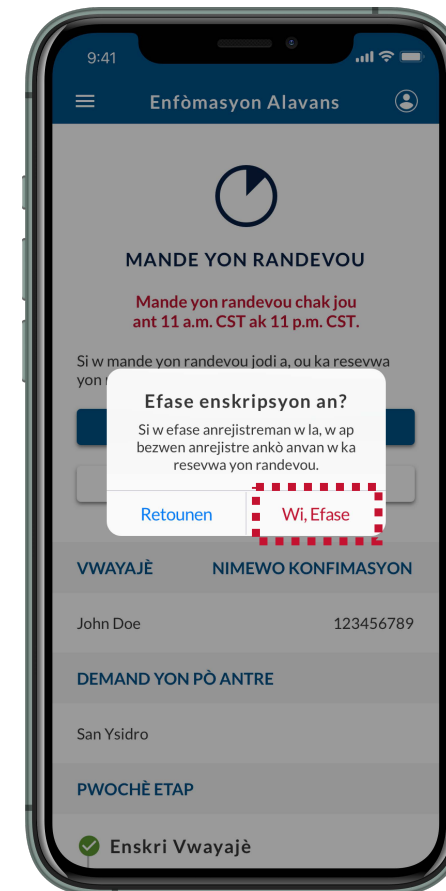 9:41
Enfòmasyon Alavans
MANDE YON RANDEVOU
Mande yon randevou chak jou
ant 11 a.m. CST ak 11 p.m. CST.
Si w mande yon randevou jodi a, ou ka resevwa
yon
Efase enskripsyon an?
Si w efase anrejistreman w la, w ap
bezwen anrejistre ankò anvan w ka
resevwa yon randevou.
Retounen Wi, Efase
VWAYAJÈ NIMEWO KONFIMASYON
John Doe 123456789
DEMAND YON PÒ ANTRE
San Ysidro
PWOCHÈ ETAP
Enskri Vwayajè